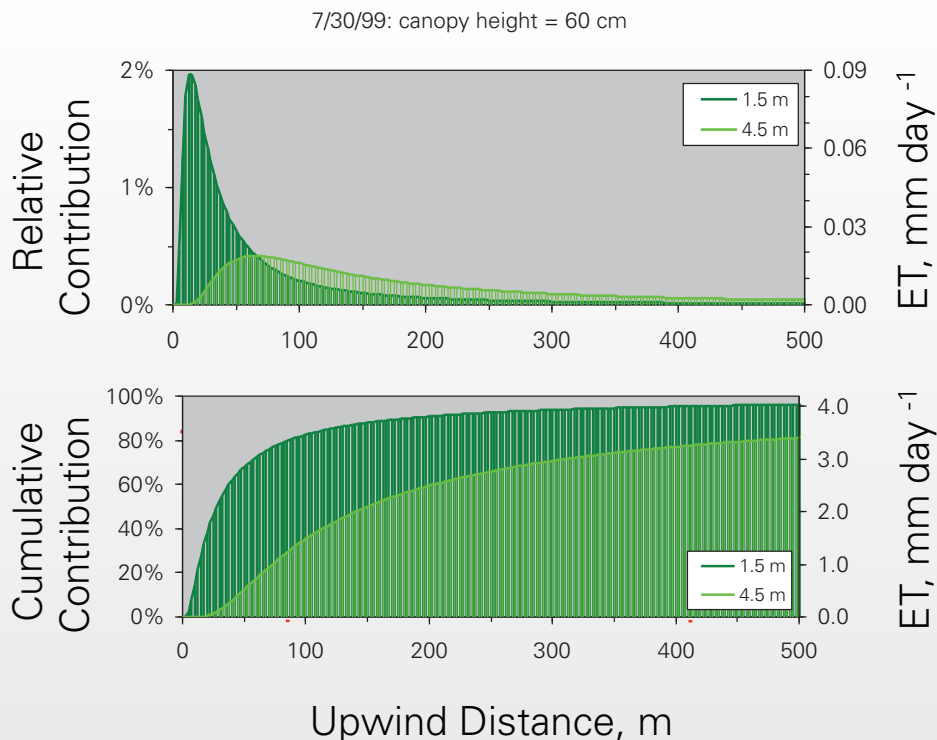 7/30/99: canopy height = 60 cm
Relative
Contribution
2%
1%
0%
1.5 m
4.5 m
0.09
0.06
0.03
0.00
ET, mm day -1
0 100 200 300 400 500
Cumulative
Contribution
100%
80%
60%
40%
20%
0%
1.5 m
4.5 m
4.0
3.0
2.0
1.0
0.0
ET, mm day -1
0 100 200 300 400 500
Upwind Distance, m